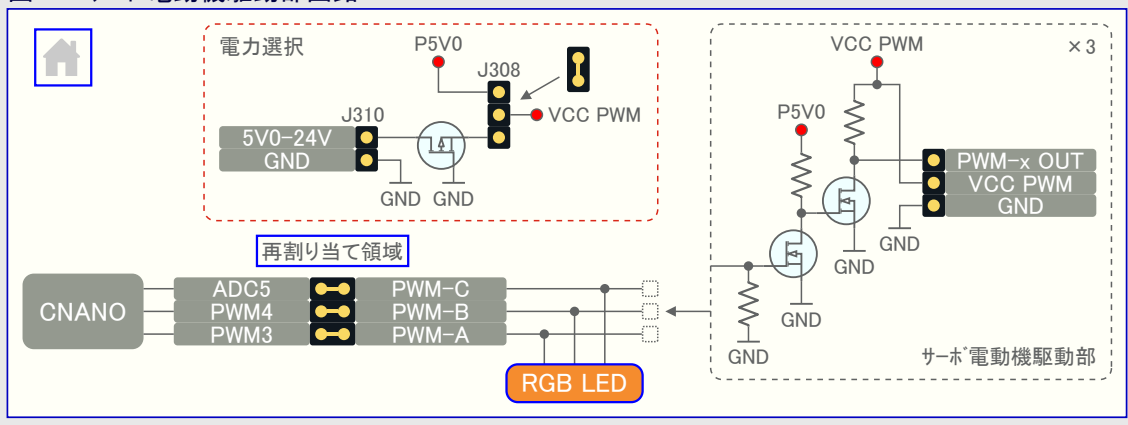 電力選択
P5V0
J308
VCC PWM
J310
5V0-24V
GND
GND
GND
VCC PWM
×3
P5V0
PWM-x OUT
VCC PWM
GND
GND
GND
GND
GND
サーボ電動機駆動部
再割り当て領域
CNANO
ADC5
PWM-C
PWM4
PWM-B
PWM3
PWM-A
RGB LED